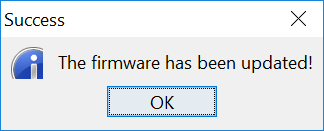 Success
The firmware has been updated!
OK